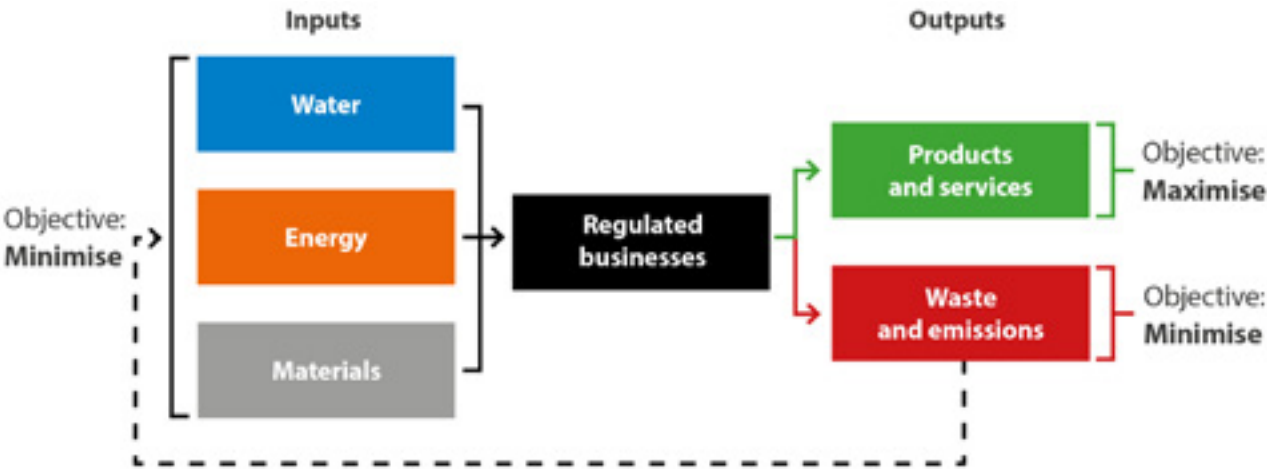 Inputs
Outputs
Water
Energy
Materials
Objective:
Minimise
Regulated
businesses
Products
and services
Objective:
Maximise
Waste
and emissions
Objective:
Minimise